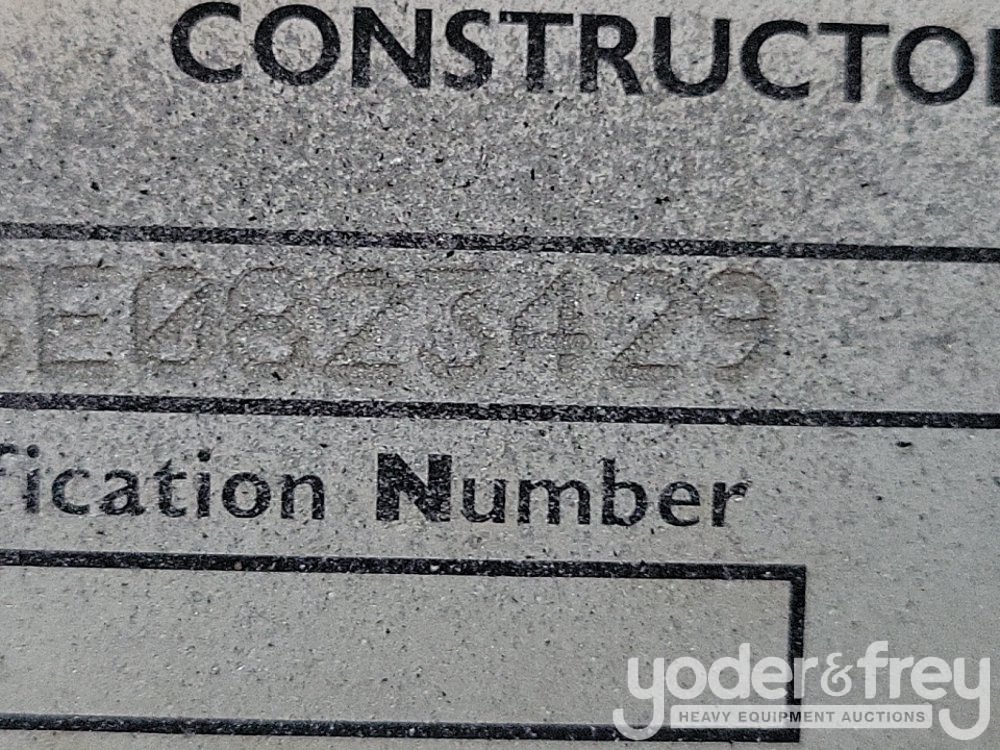 CONSTRUCTO
E0823429
fication Number
yoder&frey
HEAVY EQUIPMENT AUCTIONS